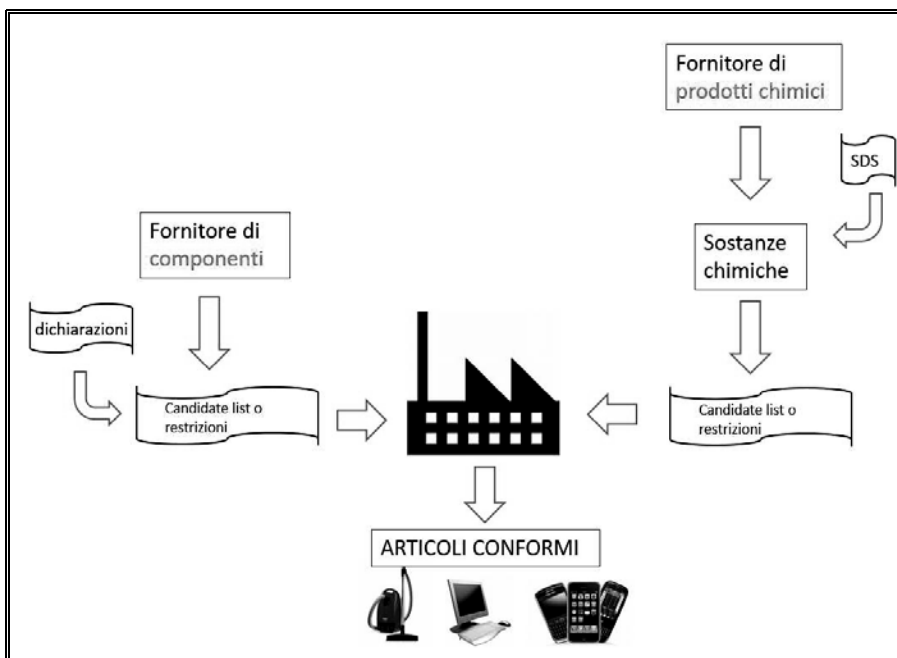 Fornitore di
prodotti chimici
SDS
Fornitore di
componenti
Sostanze
chimiche
dichiarazioni
Candidate list o
restrizioni
Candidate list o
restrizioni
ARTICOLI CONFORMI